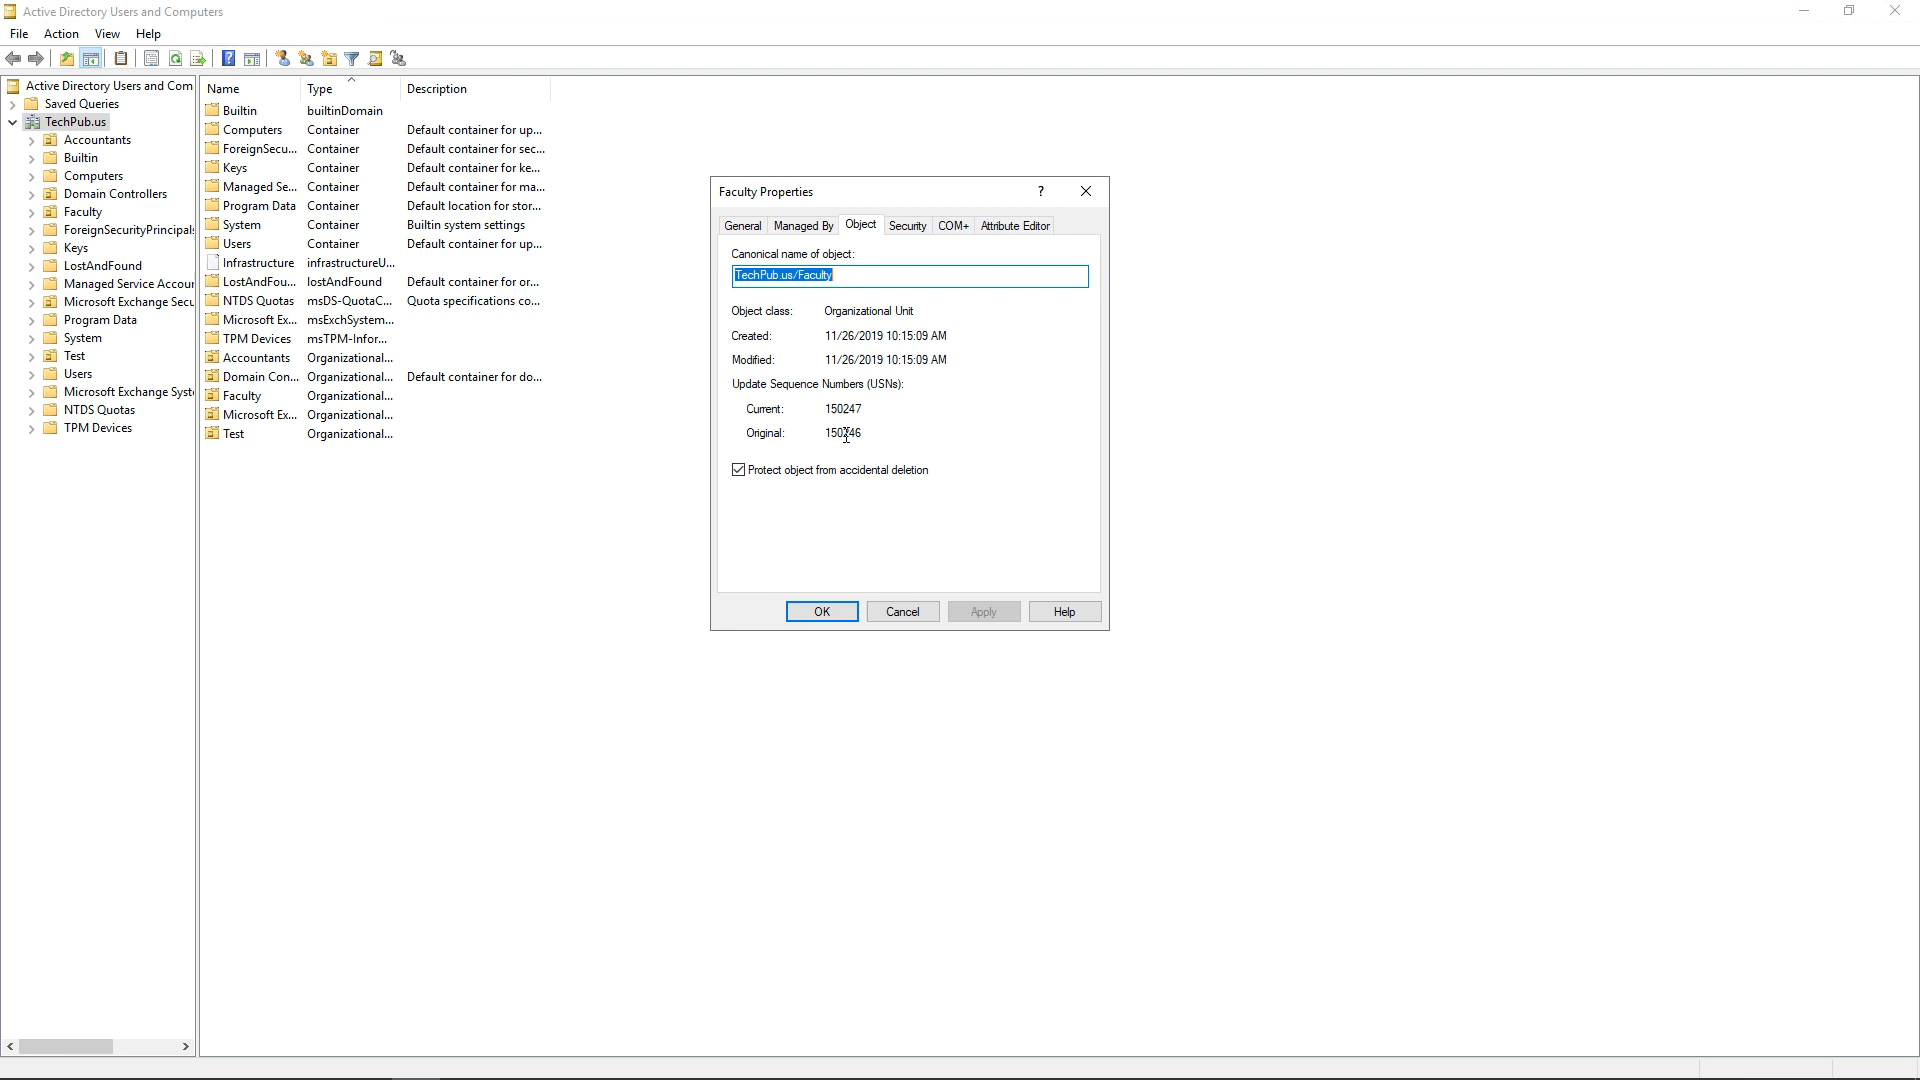 Active Directory Users and Computers
File Action View Help
Active Directory Users and Com
Saved Queries
TechPub.us
Accountants
Builtin
Computers
Domain Controllers
Faculty
ForeignSecurityPrincipals
Keys
LostAndFound
Managed Service Accour
Microsoft Exchange Secu
Program Data
System
Test
Users
Microsoft Exchange Syste
NTDS Quotas
TPM Devices
Name Type Description
Builtin builtinDomain
Computers Container Default container for up...
ForeignSecu... Container Default container for sec...
Keys Container Default container for ke...
Managed Se... Container Default container for ma...
Program Data Container Default location for stor...
System Container Builtin system settings
Users Container Default container for up...
Infrastructure infrastructureU...
LostAndFou... lostAndFound Default container for or...
NTDS Quotas msDS-QuotaC... Quota specifications co...
Microsoft Ex... msExchSystem...
TPM Devices msTPM-Infor...
Accountants Organizational...
Domain Con... Organizational... Default container for do...
Faculty Organizational...
Microsoft Ex... Organizational...
Test Organizational...
Faculty Properties ?
General Managed By Object Security COM+ Attribute Editor
Canonical name of object:
TechPub.us/Faculty
Object class: Organizational Unit
Created: 11/26/2019 10:15:09 AM
Modified: 11/26/2019 10:15:09 AM
Update Sequence Numbers (USNs):
Current: 150247
Original: 150246
Protect object from accidental deletion
OK Cancel Apply Help